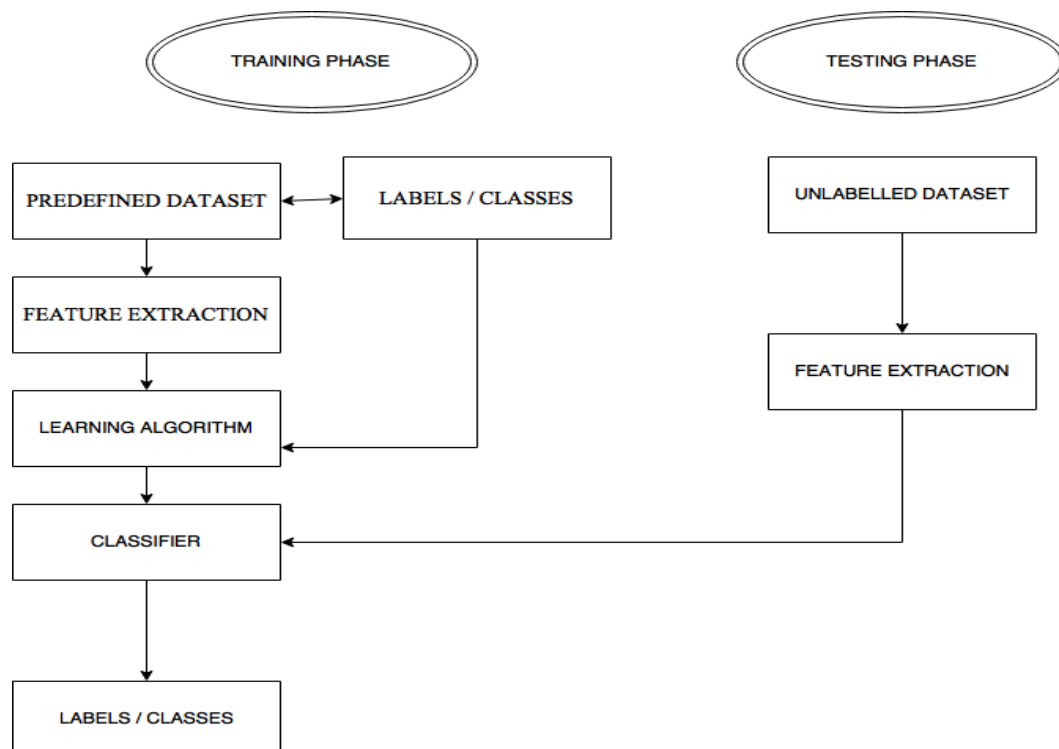 TRAINING PHASE
TESTING PHASE
PREDEFINED DATASET
LABELS / CLASSES
UNLABELLED DATASET
FEATURE EXTRACTION
FEATURE EXTRACTION
LEARNING ALGORITHM
CLASSIFIER
LABELS / CLASSES